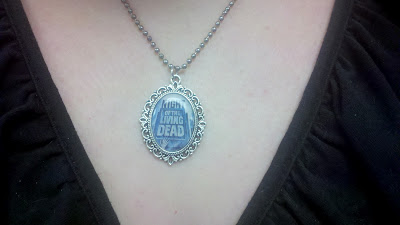 NIGHT
OF THE
LIVING
DEAD